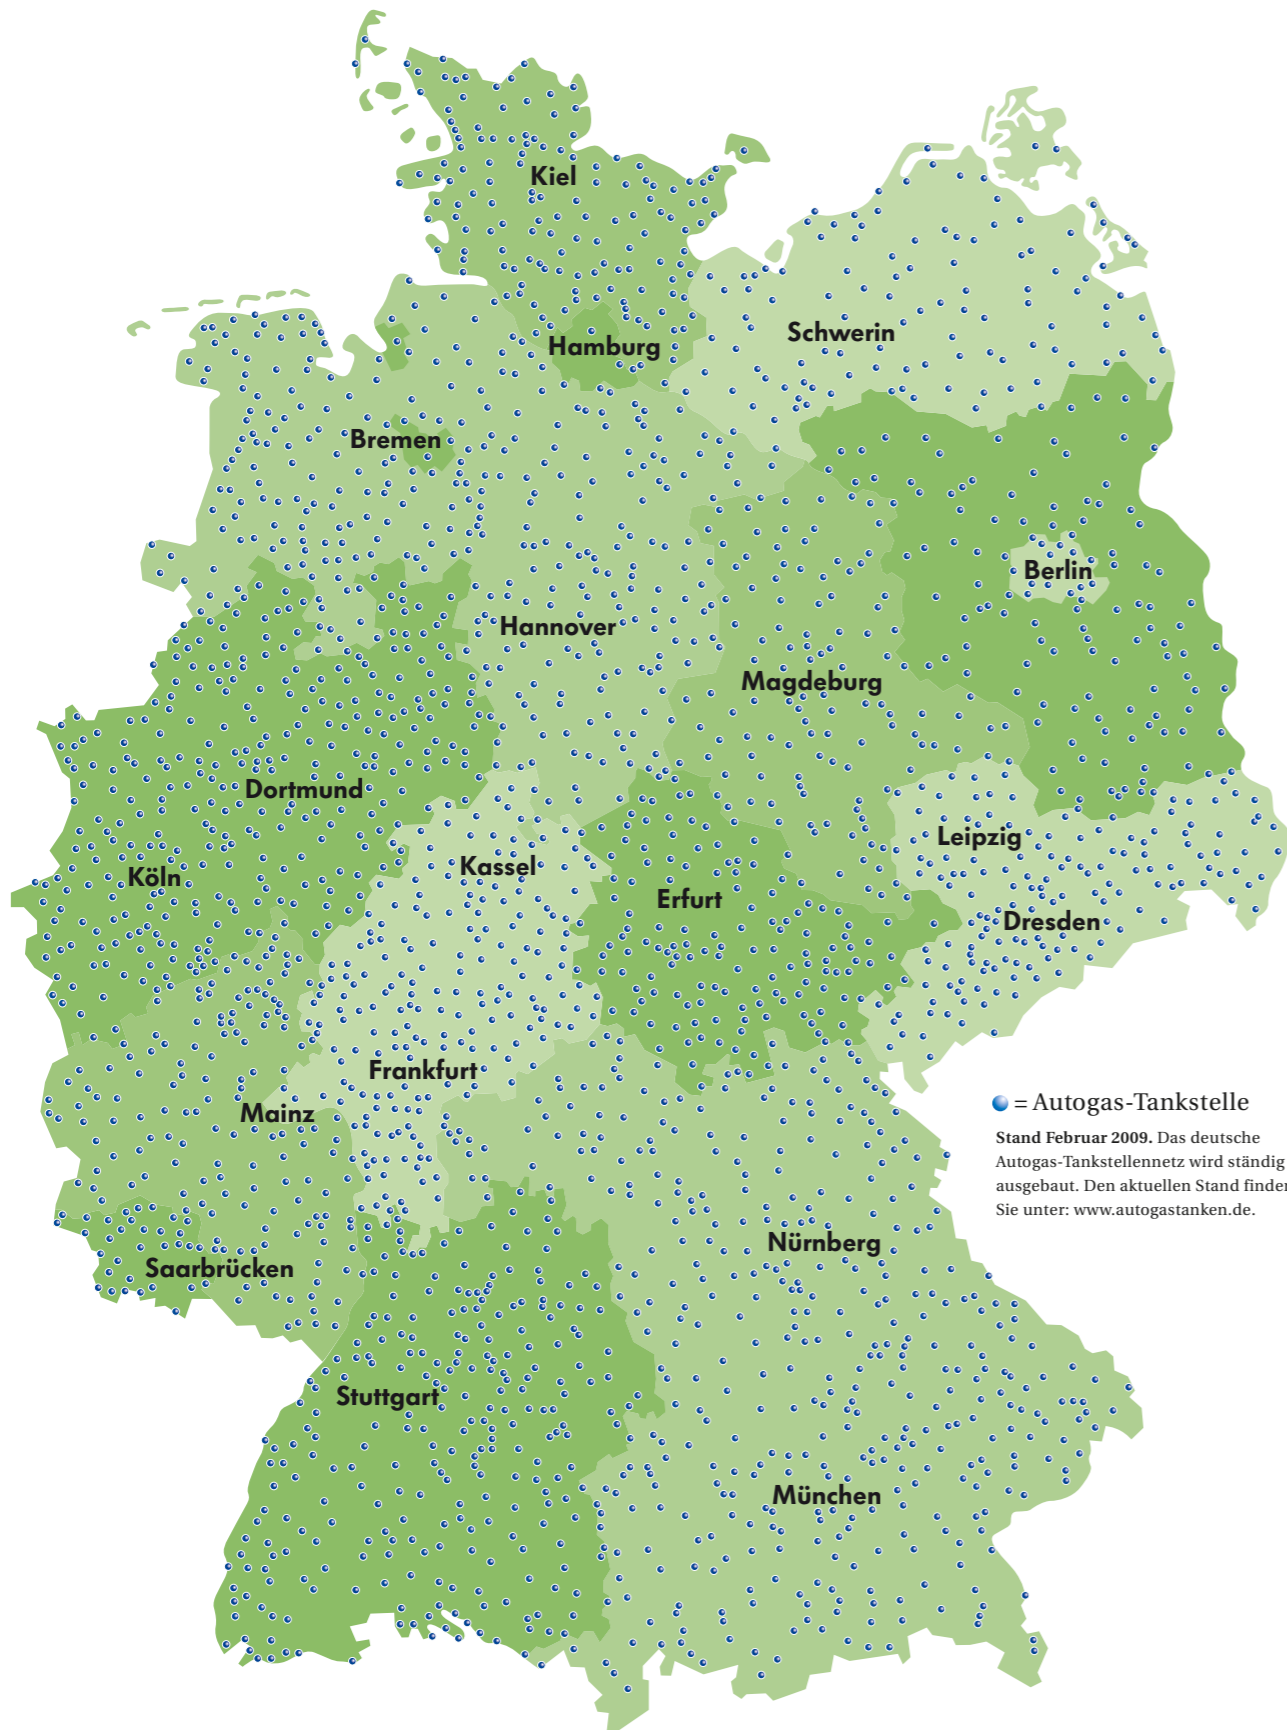 Kiel
Schwerin
Hamburg
Bremen
Berlin
Hannover
Magdeburg
Dortmund
Leipzig
Kassel
Köln
Erfurt
Dresden
Frankfurt
Mainz
= Autogas-Tankstelle
Stand Februar 2009. Das deutsche
Autogas-Tankstellennetz wird ständig
ausgebaut. Den aktuellen Stand finden
Sie unter: www.autogastanken.de.
Nürnberg
Saarbrücken
Stuttgart
München